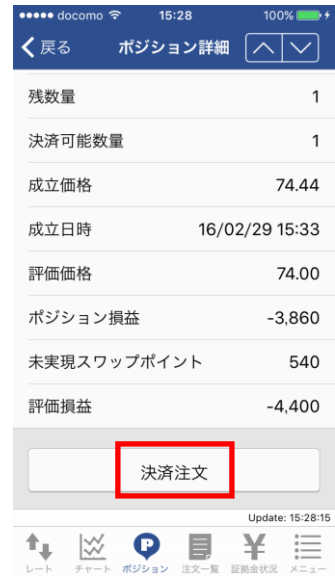 docomo 15:28 100%
戻る ポジション詳細
残数量 1
決済可能数量 1
成立価格 74.44
成立日時 16/02/29 15:33
評価価格 74.00
ポジション損益 -3,860
未実現スワップポイント 540
評価損益 -4,400
決済注文
Update: 15:28:15
レート チャート ポジション 注文一覧 証拠金状況 メニュー